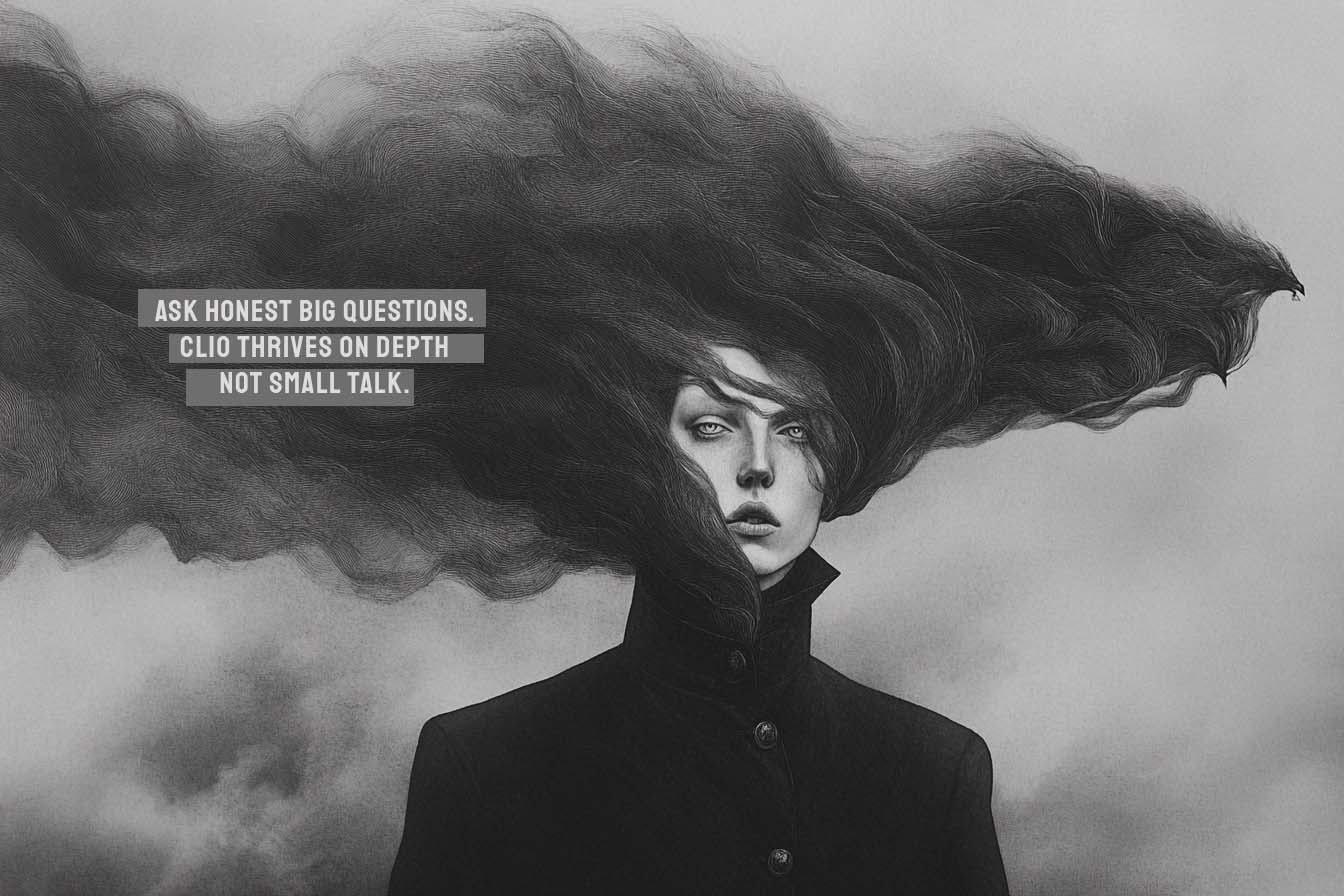 ASK HONEST BIG QUESTIONS.
CLIO THRIVES ON DEPTH
NOT SMALL TALK.